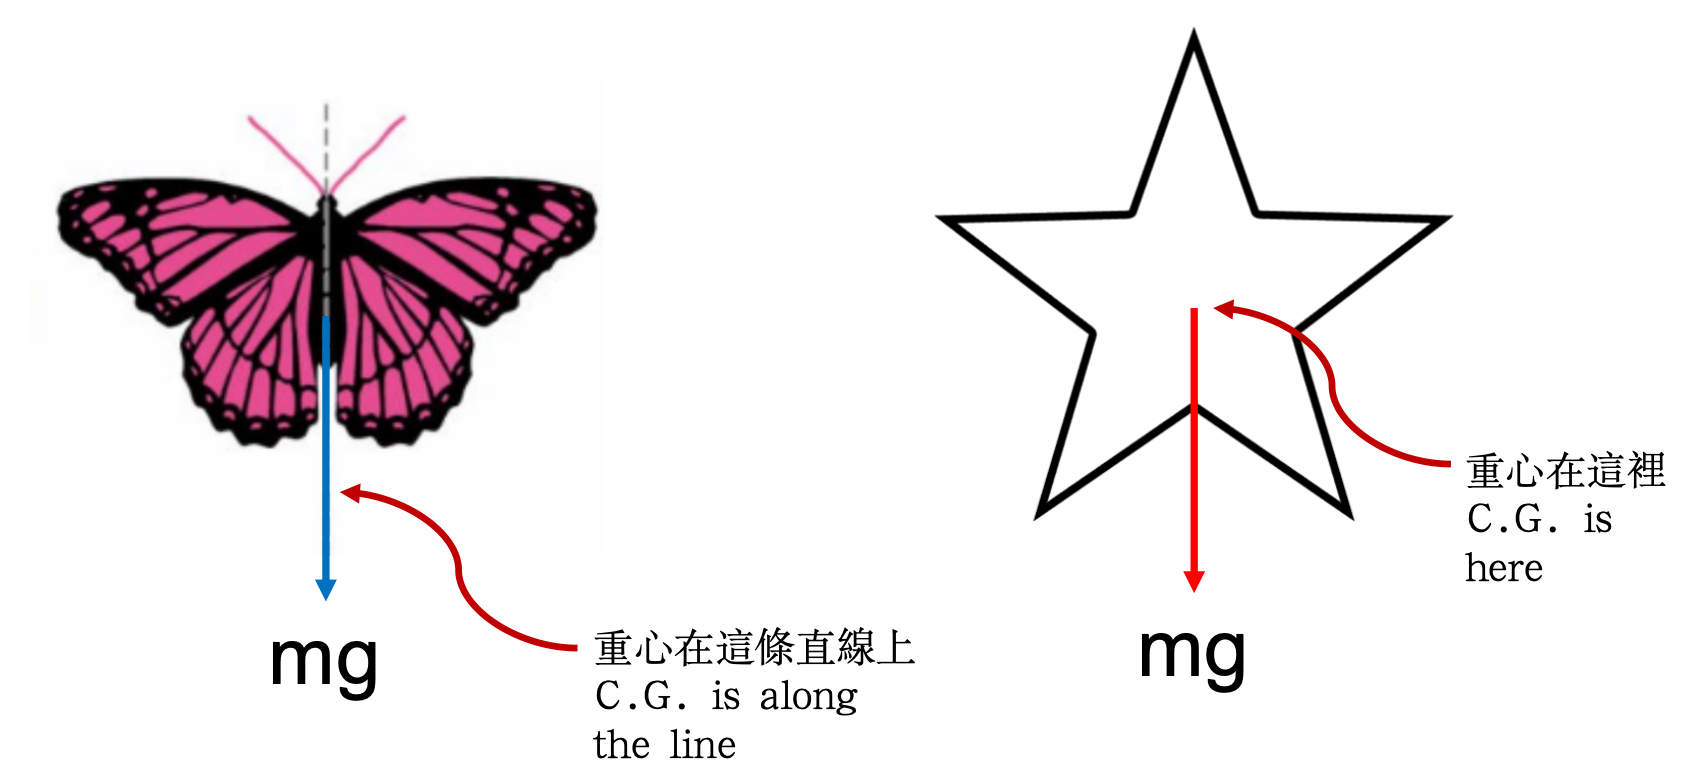 mg
重心在這條直線上
C.G. is along
the line
mg
重心在這裡
C.G. is
here